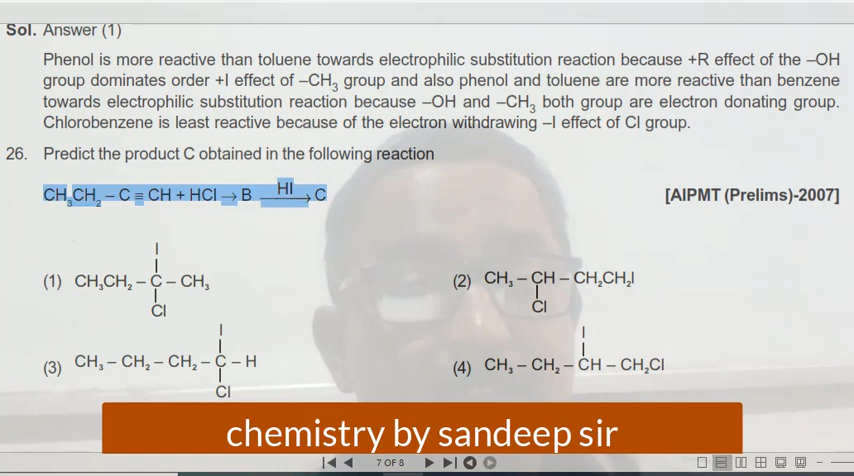 Sol. Answer (1)
Phenol is more reactive than toluene towards electrophilic substitution reaction because +R effect of the –OH
group dominates order +I effect of –CH₃ group and also phenol and toluene are more reactive than benzene
towards electrophilic substitution reaction because –OH and –CH₃ both group are electron donating group.
Chlorobenzene is least reactive because of the electron withdrawing –I effect of Cl group.
26. Predict the product C obtained in the following reaction
HI
CH₃CH₂ – C ≡ CH + HCl → B ⟶ C [AIPMT (Prelims)-2007]
I
(1) CH₃CH₂ – C – CH₃
Cl
(2) CH₃ – CH – CH₂CH₂I
Cl
I
(3) CH₃ – CH₂ – CH₂ – C – H
Cl
I
(4) CH₃ – CH₂ – CH – CH₂Cl
chemistry by sandeep sir
7 OF 8